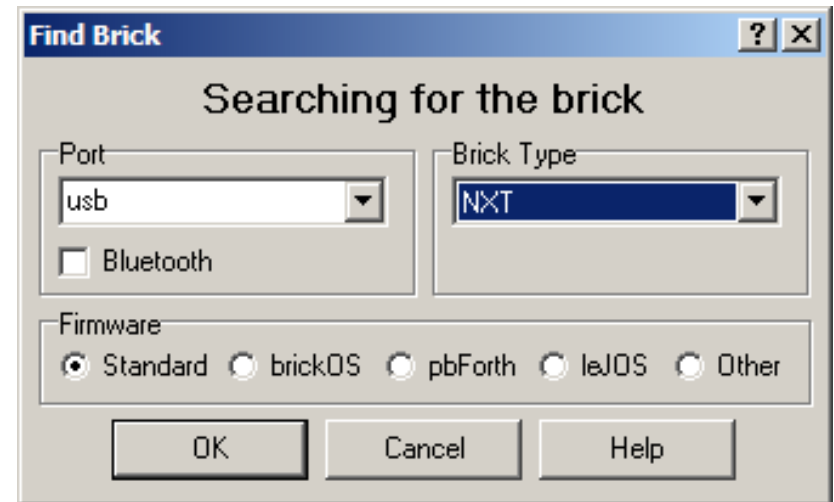 Find Brick
Searching for the brick
Port
Brick Type
usb
NXT
Bluetooth
Firmware
Standard brickOS pbForth leJOS Other
OK Cancel Help